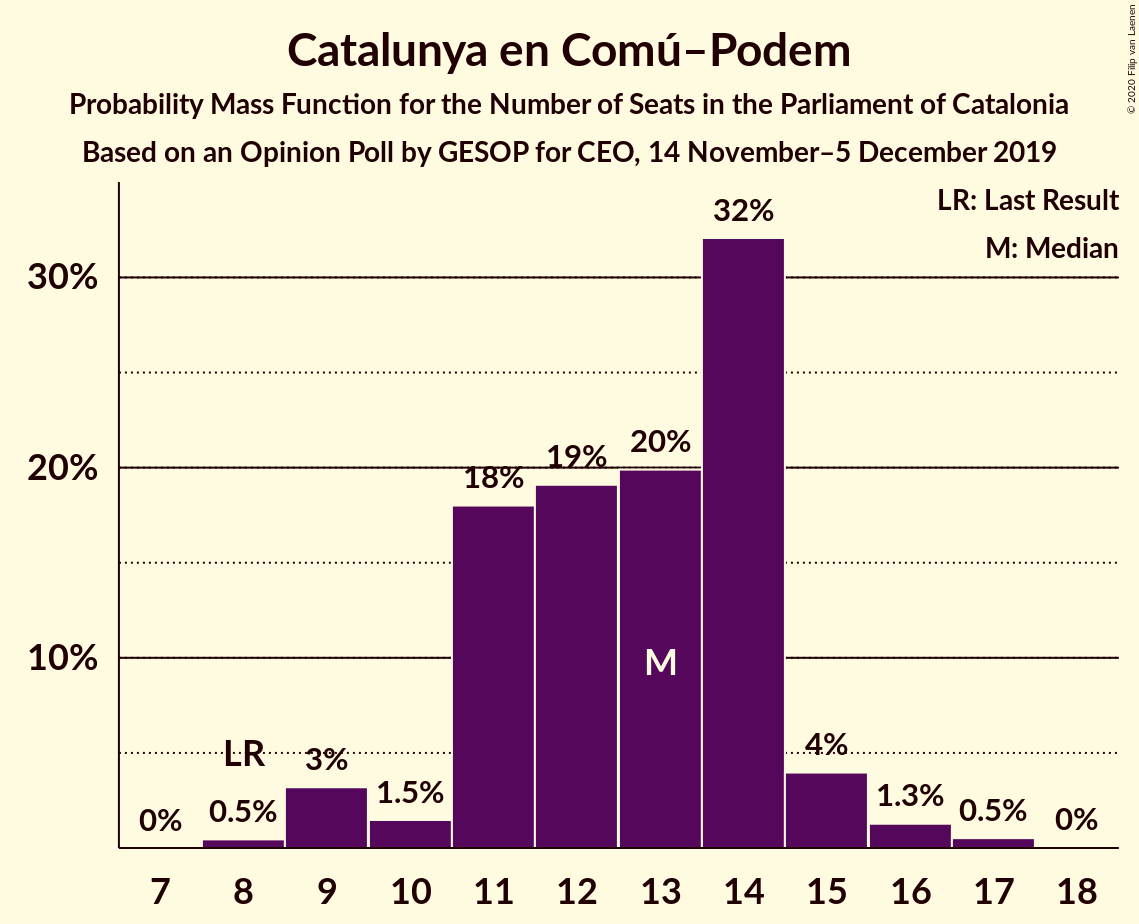 Catalunya en Comú–Podem
Probability Mass Function for the Number of Seats in the Parliament of Catalonia
Based on an Opinion Poll by GESOP for CEO, 14 November–5 December 2019
© 2020 Filip van Laenen
LR: Last Result
M: Median
32%
30%
20%
20%
19%
18%
10%
M
LR
5%
3%
4%
1.5%
1.3%
0%
0.5%
0.5%
0%
7 8 9 10 11 12 13 14 15 16 17 18